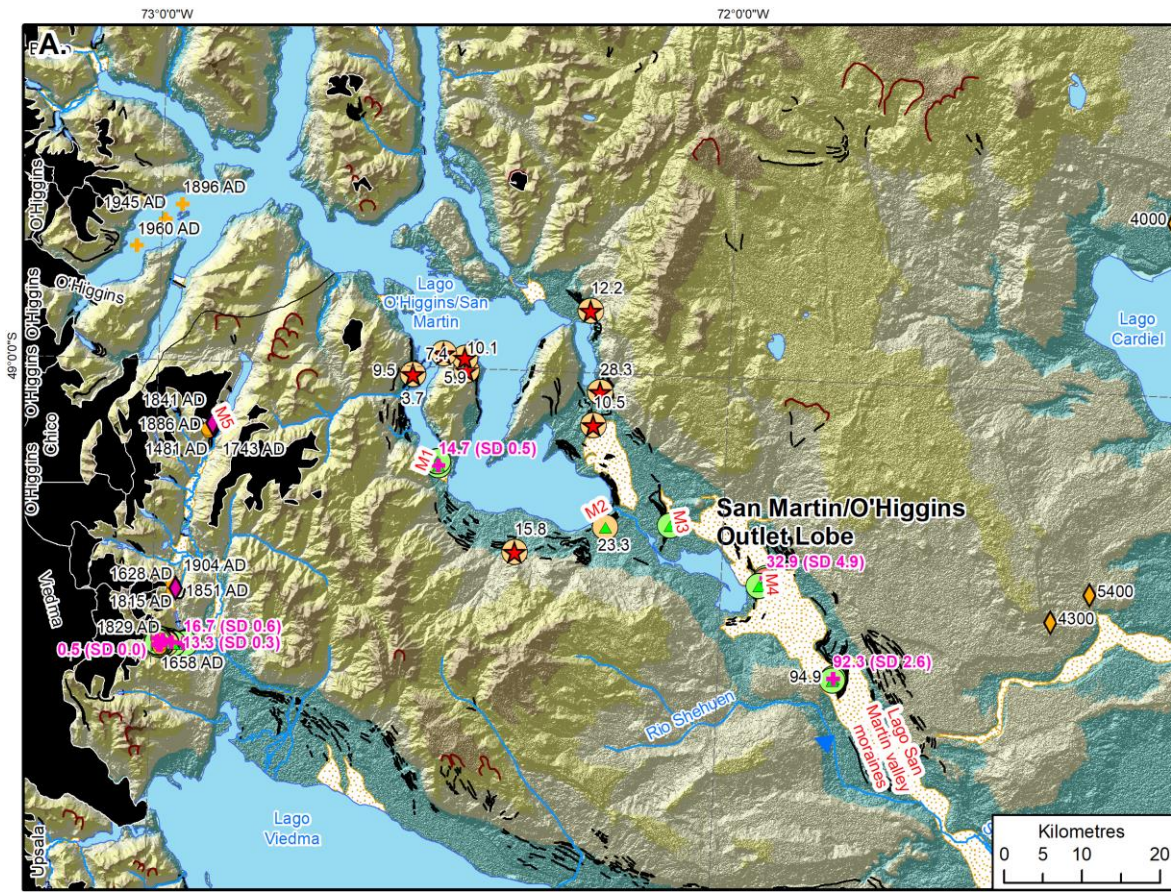 73°0'0"W
72°0'0"W
A.
1896 AD
1945 AD
1960 AD
O'Higgins
O'Higgins
49°0'0"S
O'Higgins
O'Higgins
Chico
O'Higgins
Viedma
Upsala
4000
Lago
Cardiel
Lago
O'Higgins/San
Martin
12.2
7.4
10.1
9.5
5.9
3.7
28.3
10.5
1841 AD
1886 AD
1481 AD
1743 AD
M5
M1
14.7 (SD 0.5)
M2
23.3
M3
15.8
San Martin/O'Higgins
Outlet Lobe
32.9 (SD 4.9)
M4
1628 AD
1904 AD
1815 AD
1851 AD
1829 AD
16.7 (SD 0.6)
0.5 (SD 0.0)
13.3 (SD 0.3)
1658 AD
5400
4300
92.3 (SD 2.6)
94.9
Rio Shehuen
Lago San
Martin valley
moraines
Lago
Viedma
Kilometres
0 5 10 20